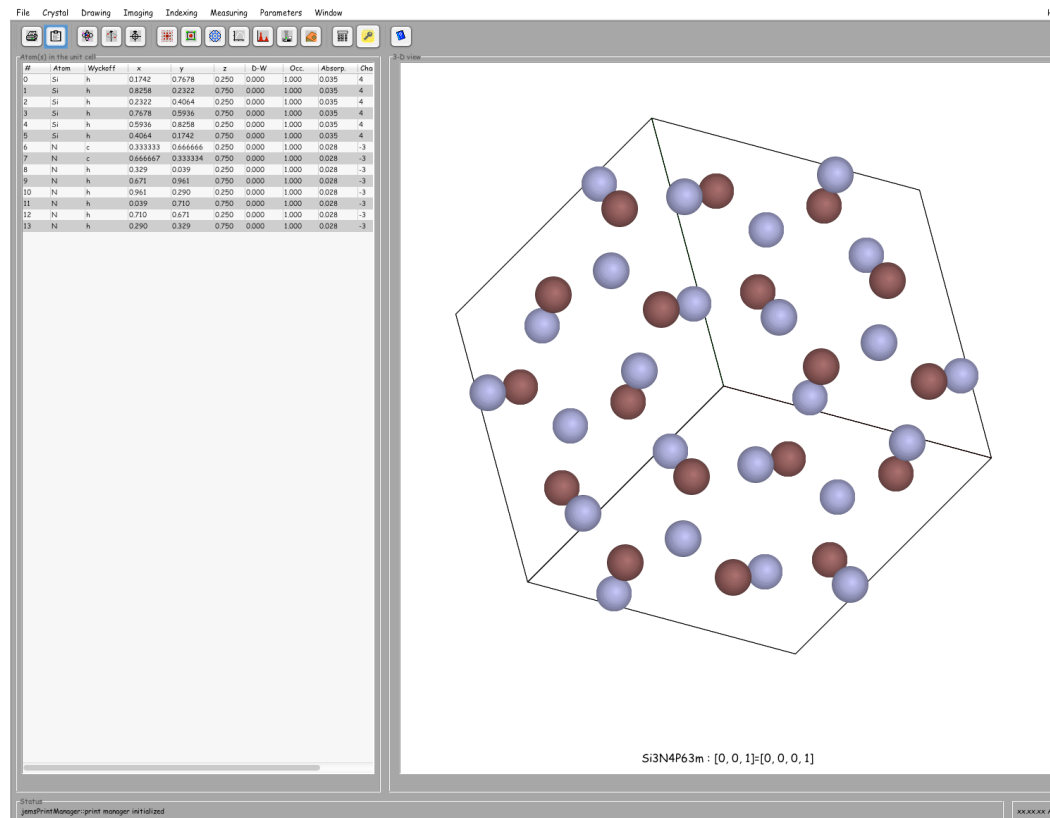 File Crystal Drawing Imaging Indexing Measuring Parameters Window
Atom(s) in the unit cell
# Atom Wyckoff x y z D-W Occ. Absorp. Cha
0 Si h 0.1742 0.7678 0.250 0.000 1.000 0.035 4
1 Si h 0.8258 0.2322 0.750 0.000 1.000 0.035 4
2 Si h 0.2322 0.4064 0.250 0.000 1.000 0.035 4
3 Si h 0.7678 0.5936 0.750 0.000 1.000 0.035 4
4 Si h 0.5936 0.8258 0.250 0.000 1.000 0.035 4
5 Si h 0.4064 0.1742 0.750 0.000 1.000 0.035 4
6 N c 0.333333 0.666666 0.250 0.000 1.000 0.028 -3
7 N c 0.666667 0.333334 0.750 0.000 1.000 0.028 -3
8 N h 0.329 0.039 0.250 0.000 1.000 0.028 -3
9 N h 0.671 0.961 0.750 0.000 1.000 0.028 -3
10 N h 0.961 0.290 0.250 0.000 1.000 0.028 -3
11 N h 0.039 0.710 0.750 0.000 1.000 0.028 -3
12 N h 0.710 0.671 0.250 0.000 1.000 0.028 -3
13 N h 0.290 0.329 0.750 0.000 1.000 0.028 -3
3-D view
Si3N4P63m : [0, 0, 1]=[0, 0, 0, 1]
Status
jemsPrintManager::print manager initialized
xx.xx.xx